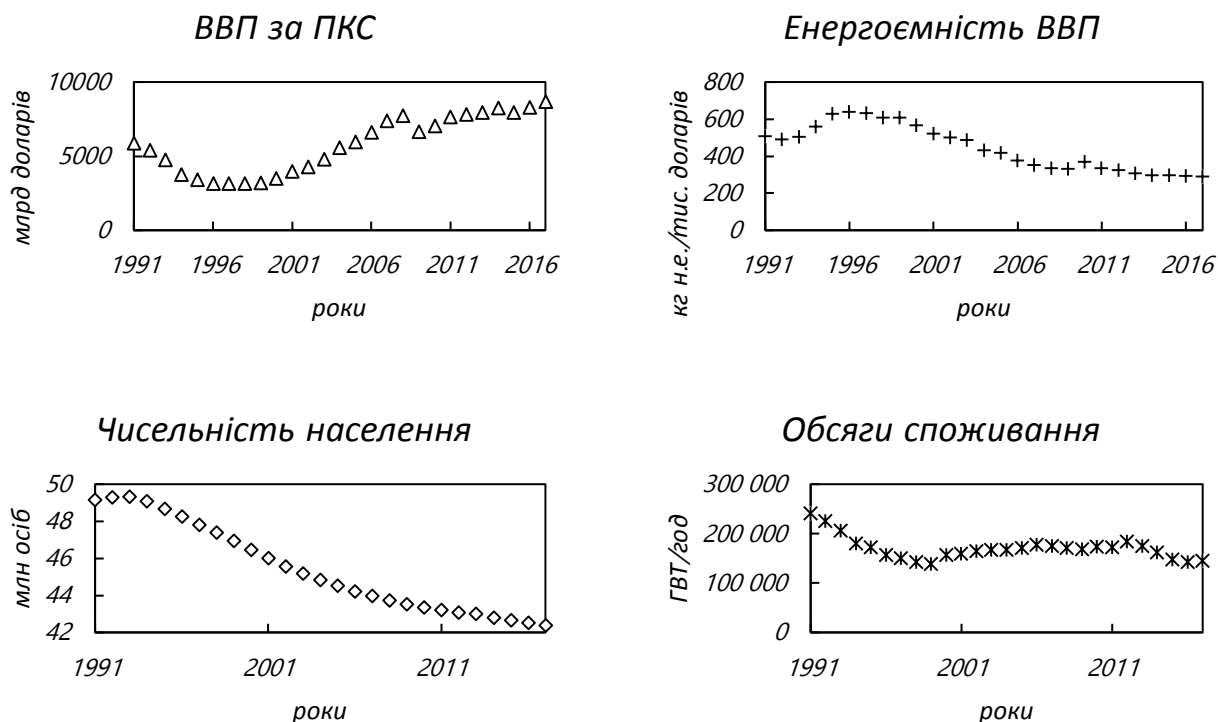 ВВП за ПКС
млрд доларів
10000
5000
0
1991 1996 2001 2006 2011 2016
роки
Енергоємність ВВП
кг н.е./тис. доларів
800
600
400
200
0
1991 1996 2001 2006 2011 2016
роки
Чисельність населення
млн осіб
50
48
46
44
42
1991 2001 2011
роки
Обсяги споживання
ГВТ/год
300 000
200 000
100 000
0
1991 2001 2011
роки